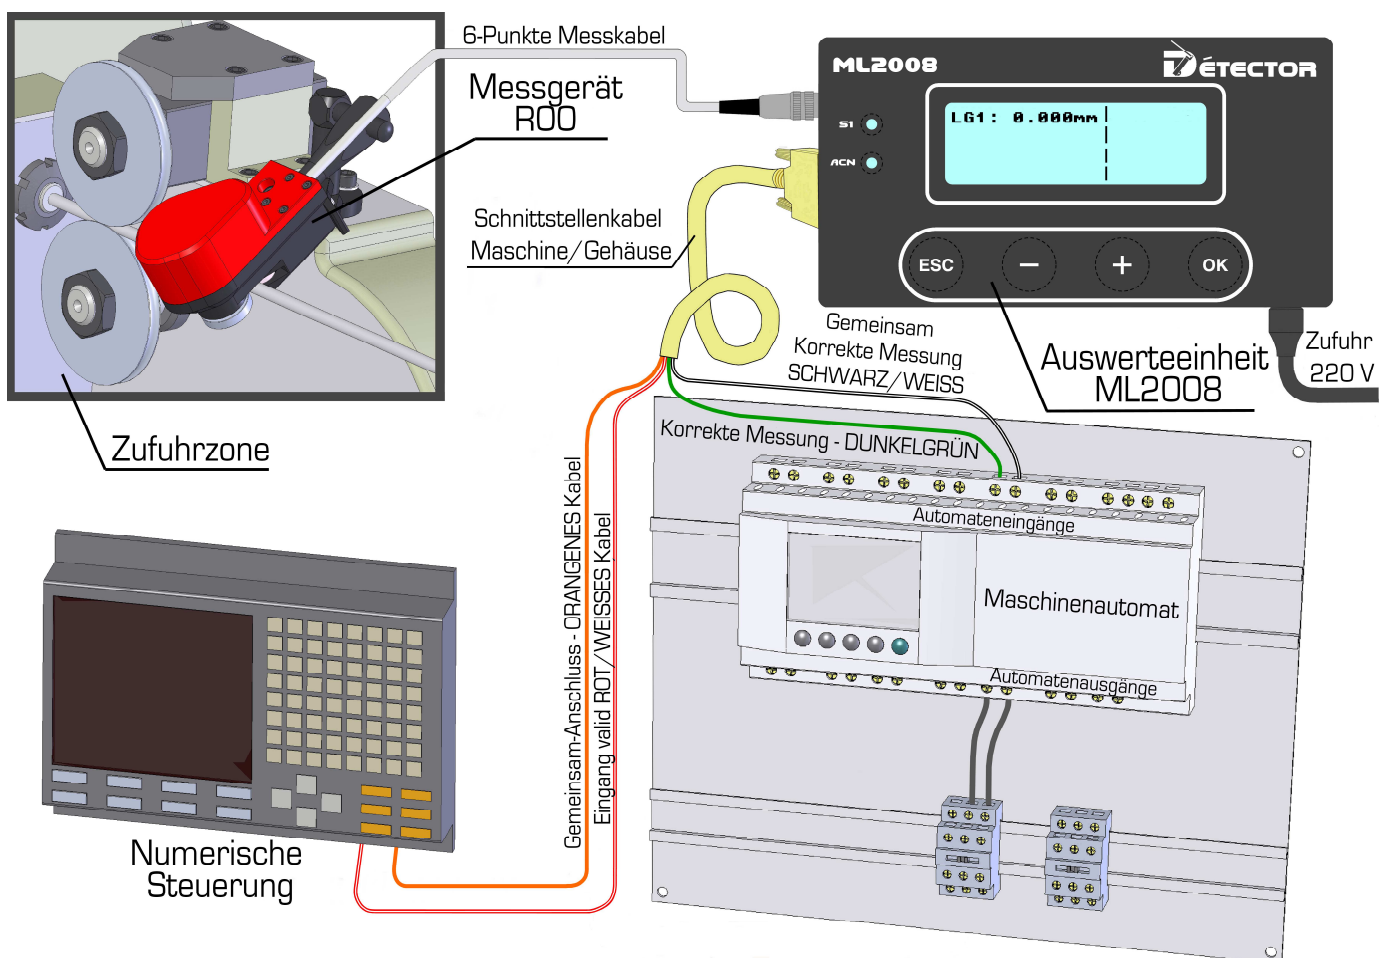 6-Punkte Messkabel
Messgerät
R00
ML2008
DÉTECTOR
S1
ACN
LG1: 0.000mm
ESC
−
+
OK
Schnittstellenkabel
Maschine/Gehäuse
Zufuhr
220 V
Gemeinsam
Korrekte Messung
SCHWARZ/WEISS
Auswerteeinheit
ML2008
Zufuhrzone
Korrekte Messung - DUNKELGRÜN
Automateneingänge
Maschinenautomat
Automatenausgänge
Gemeinsam-Anschluss - ORANGENES Kabel
Eingang valid ROT/WEISSES Kabel
Numerische
Steuerung